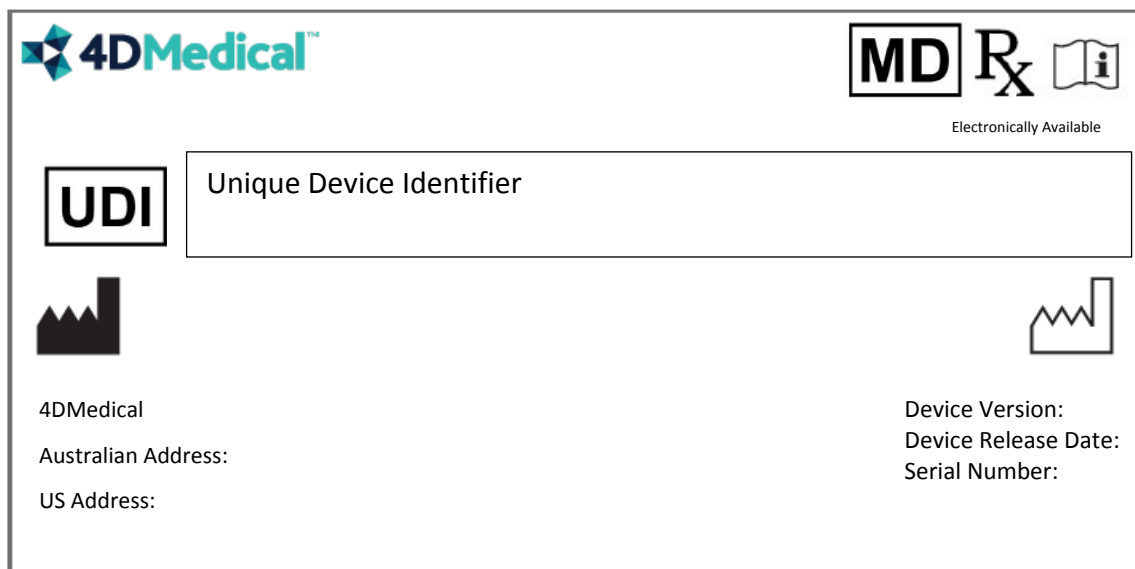 4DMedical™
MD Rx i
Electronically Available
UDI
Unique Device Identifier
4DMedical
Australian Address:
US Address:
Device Version:
Device Release Date:
Serial Number: